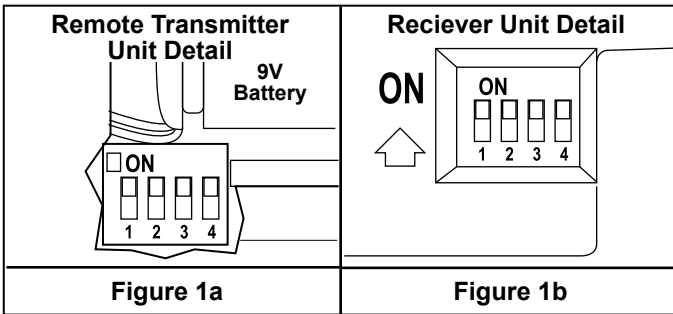 Remote Transmitter
Unit Detail
9V
Battery
ON
1 2 3 4
Figure 1a
Reciever Unit Detail
ON
ON
1 2 3 4
Figure 1b